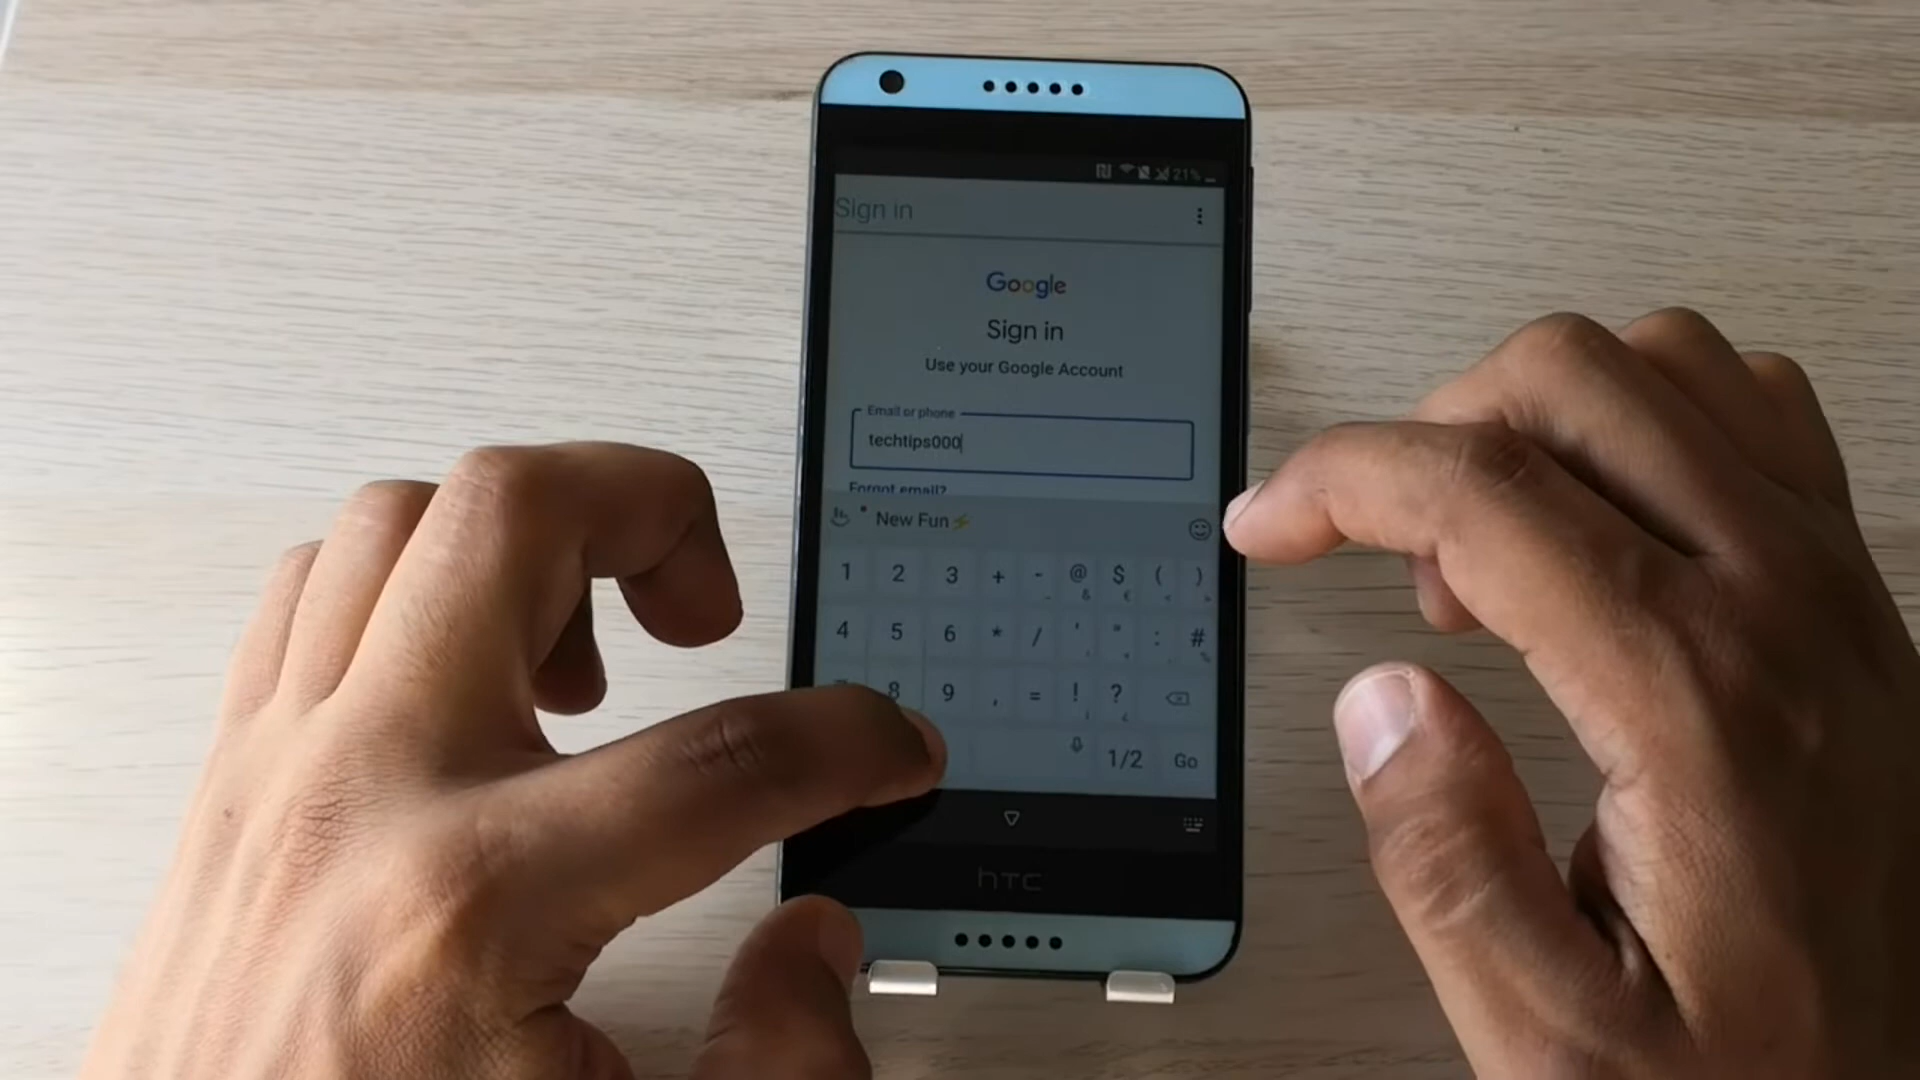 21%
Sign in
Google
Sign in
Use your Google Account
Email or phone
techtips000
Forgot email?
New Fun⚡
1 2 3 + - @ $ ( )
4 5 6 * / ' " : #
8 9 , = ! ?
1/2 Go
hTC